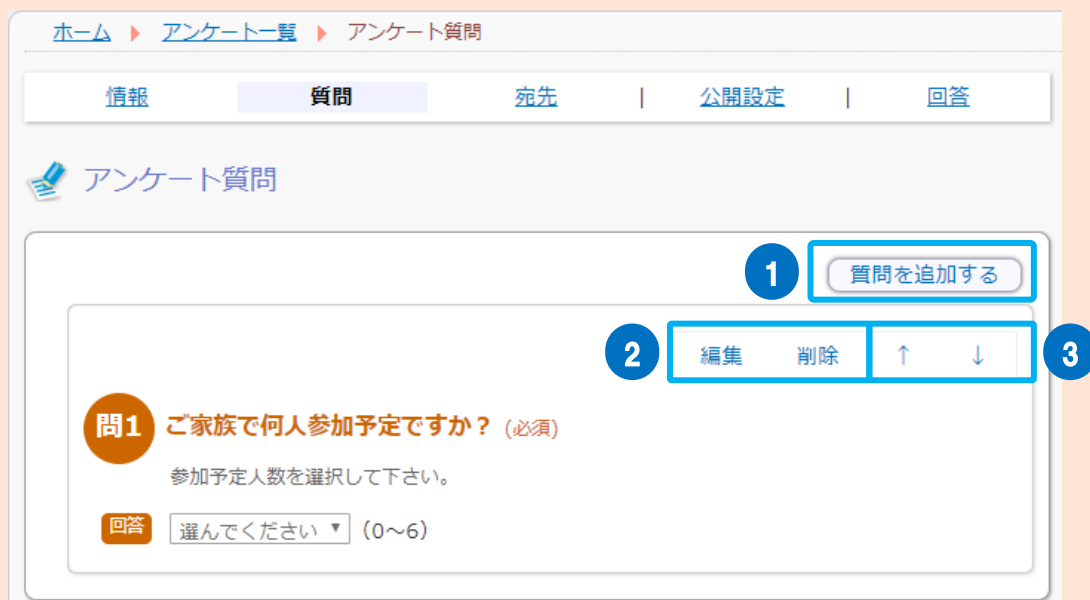 ホーム ▶ アンケート一覧 ▶ アンケート質問
情報 質問 宛先 | 公開設定 | 回答
アンケート質問
1 質問を追加する
2 編集 削除 ↑ ↓ 3
問1 ご家族で何人参加予定ですか？ (必須)
参加予定人数を選択して下さい。
回答 選んでください ▼ (0～6)